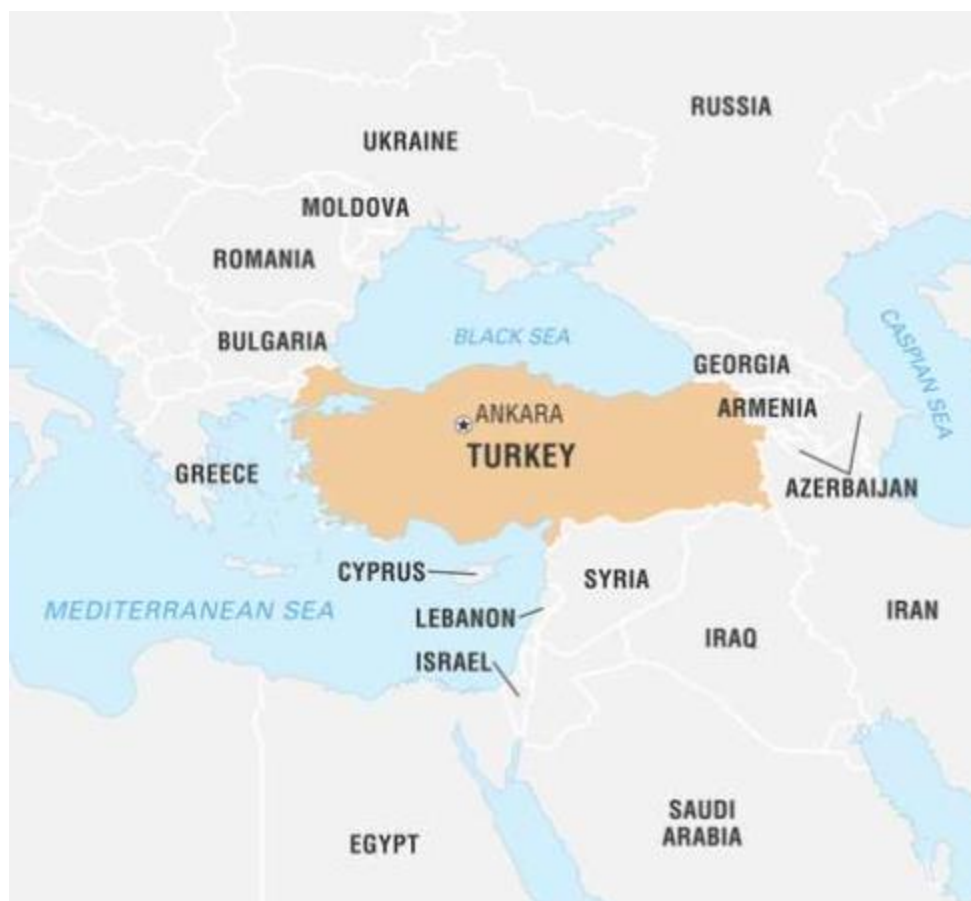 RUSSIA
UKRAINE
MOLDOVA
ROMANIA
BULGARIA
BLACK SEA
CASPIAN SEA
GEORGIA
ARMENIA
ANKARA
TURKEY
GREECE
AZERBAIJAN
CYPRUS
SYRIA
MEDITERRANEAN SEA
LEBANON
IRAN
IRAQ
ISRAEL
SAUDI
ARABIA
EGYPT